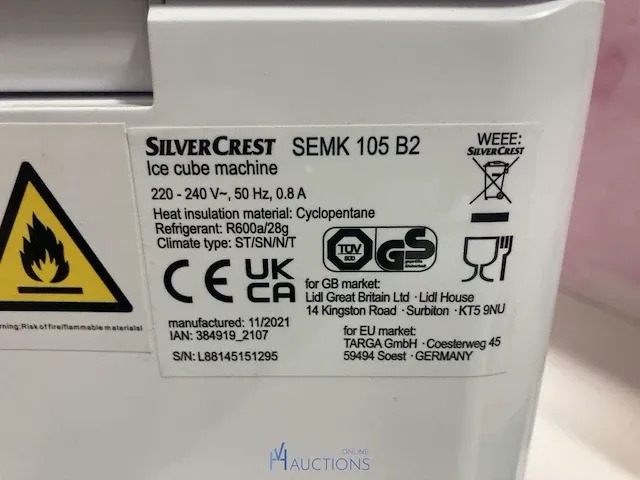 SILVERCREST SEMK 105 B2
Ice cube machine
220 - 240 V~, 50 Hz, 0.8 A
Heat insulation material: Cyclopentane
Refrigerant: R600a/28g
Climate type: ST/SN/N/T
WEEE:
SILVERCREST
TÜV
SÜD
GS
CE UK CA
for GB market:
Lidl Great Britain Ltd · Lidl House
14 Kingston Road · Surbiton · KT5 9NU
manufactured: 11/2021
IAN: 384919_2107
S/N: L88145151295
for EU market:
TARGA GmbH · Coesterweg 45
59494 Soest · GERMANY
rning:Risk of fire/flammable materials!
ONLINE
AUCTIONS